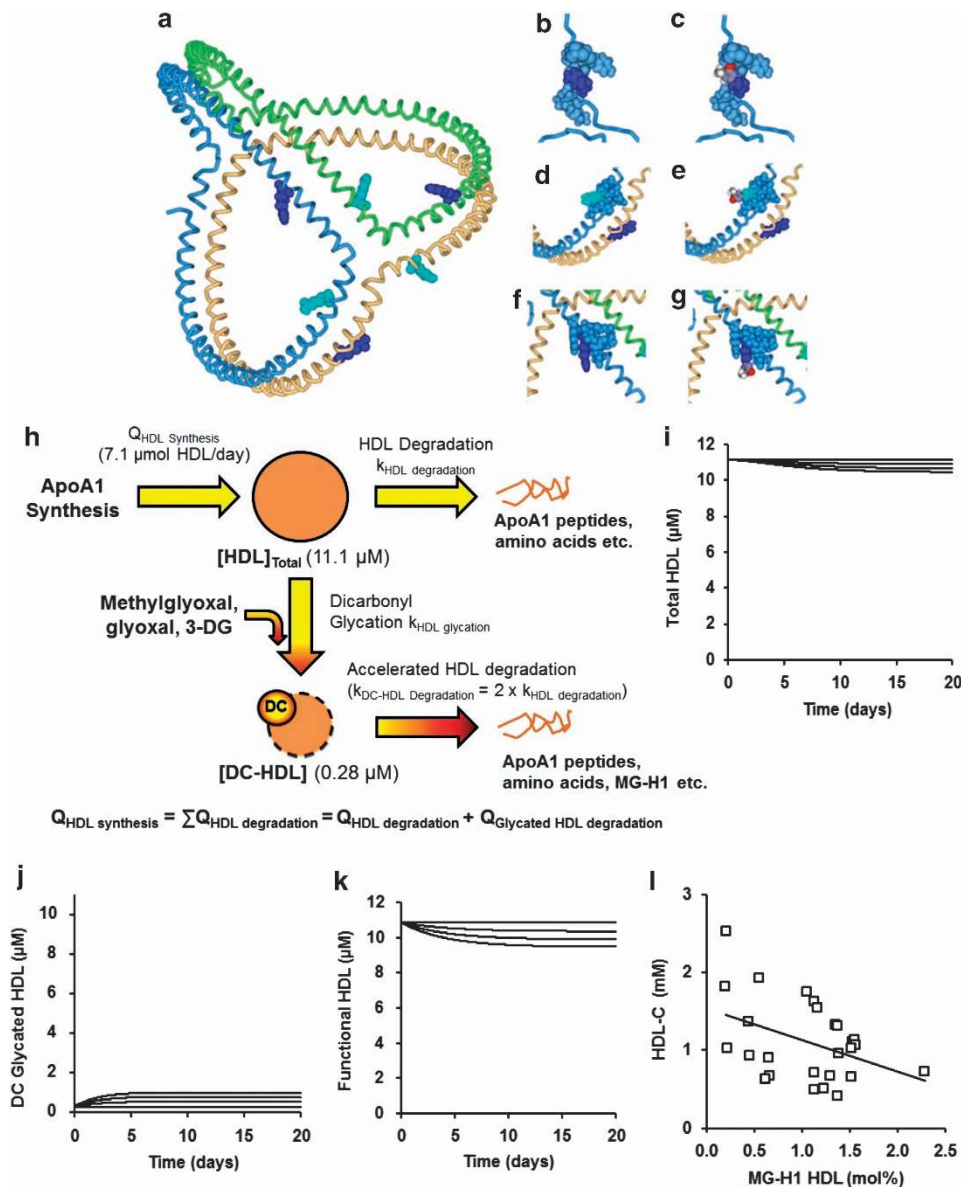 a
b
c
d
e
f
g
h
Q HDL Synthesis
(7.1 µmol HDL/day)
ApoA1
Synthesis
HDL Degradation
k HDL degradation
ApoA1 peptides,
amino acids etc.
[HDL]Total (11.1 µM)
Methylglyoxal,
glyoxal, 3-DG
Dicarbonyl
Glycation k HDL glycation
Accelerated HDL degradation
(k DC-HDL Degradation = 2 x k HDL degradation)
DC
[DC-HDL] (0.28 µM)
ApoA1 peptides,
amino acids, MG-H1 etc.
Q HDL synthesis = ∑Q HDL degradation = Q HDL degradation + Q Glycated HDL degradation
i
Total HDL (µM)
12
10
8
6
4
2
0
0 5 10 15 20
Time (days)
j
DC Glycated HDL (µM)
10
8
6
4
2
0
0 5 10 15 20
Time (days)
k
Functional HDL (µM)
12
10
8
6
4
2
0
0 5 10 15 20
Time (days)
l
HDL-C (mM)
3
2
1
0
0.0 0.5 1.0 1.5 2.0 2.5
MG-H1 HDL (mol%)